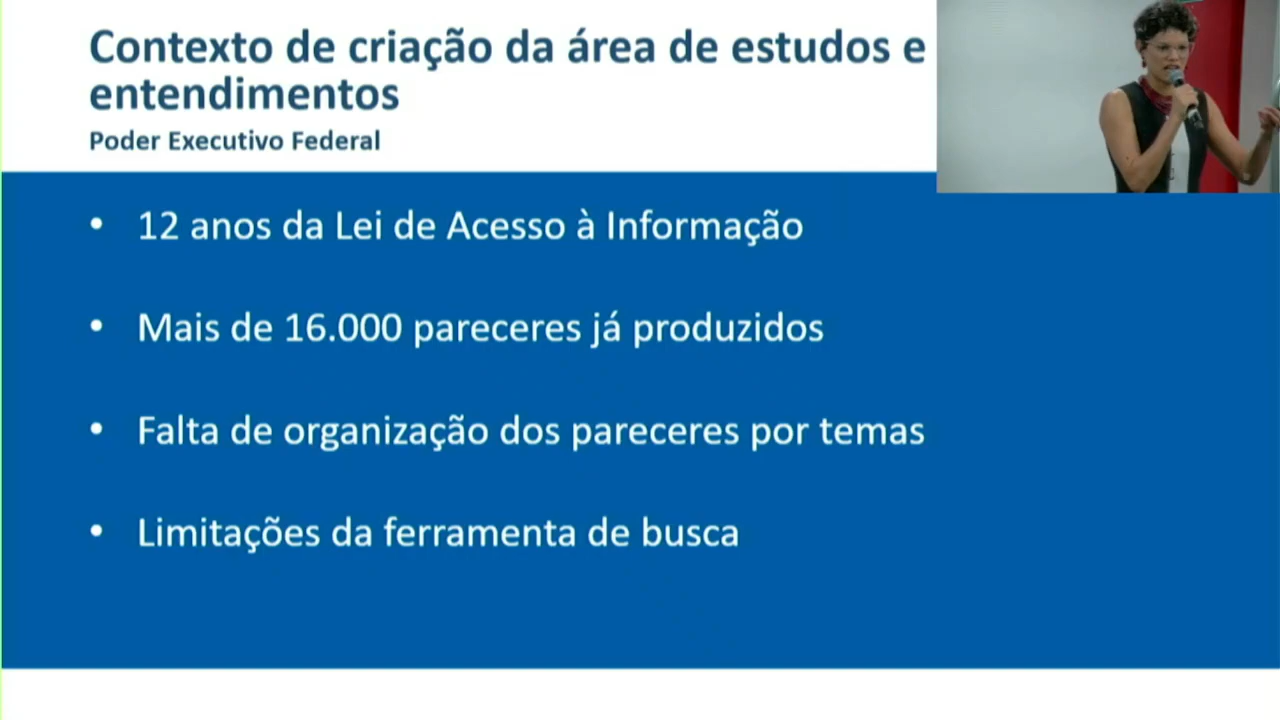 Contexto de criação da área de estudos e
entendimentos
Poder Executivo Federal
• 12 anos da Lei de Acesso à Informação
• Mais de 16.000 pareceres já produzidos
• Falta de organização dos pareceres por temas
• Limitações da ferramenta de busca